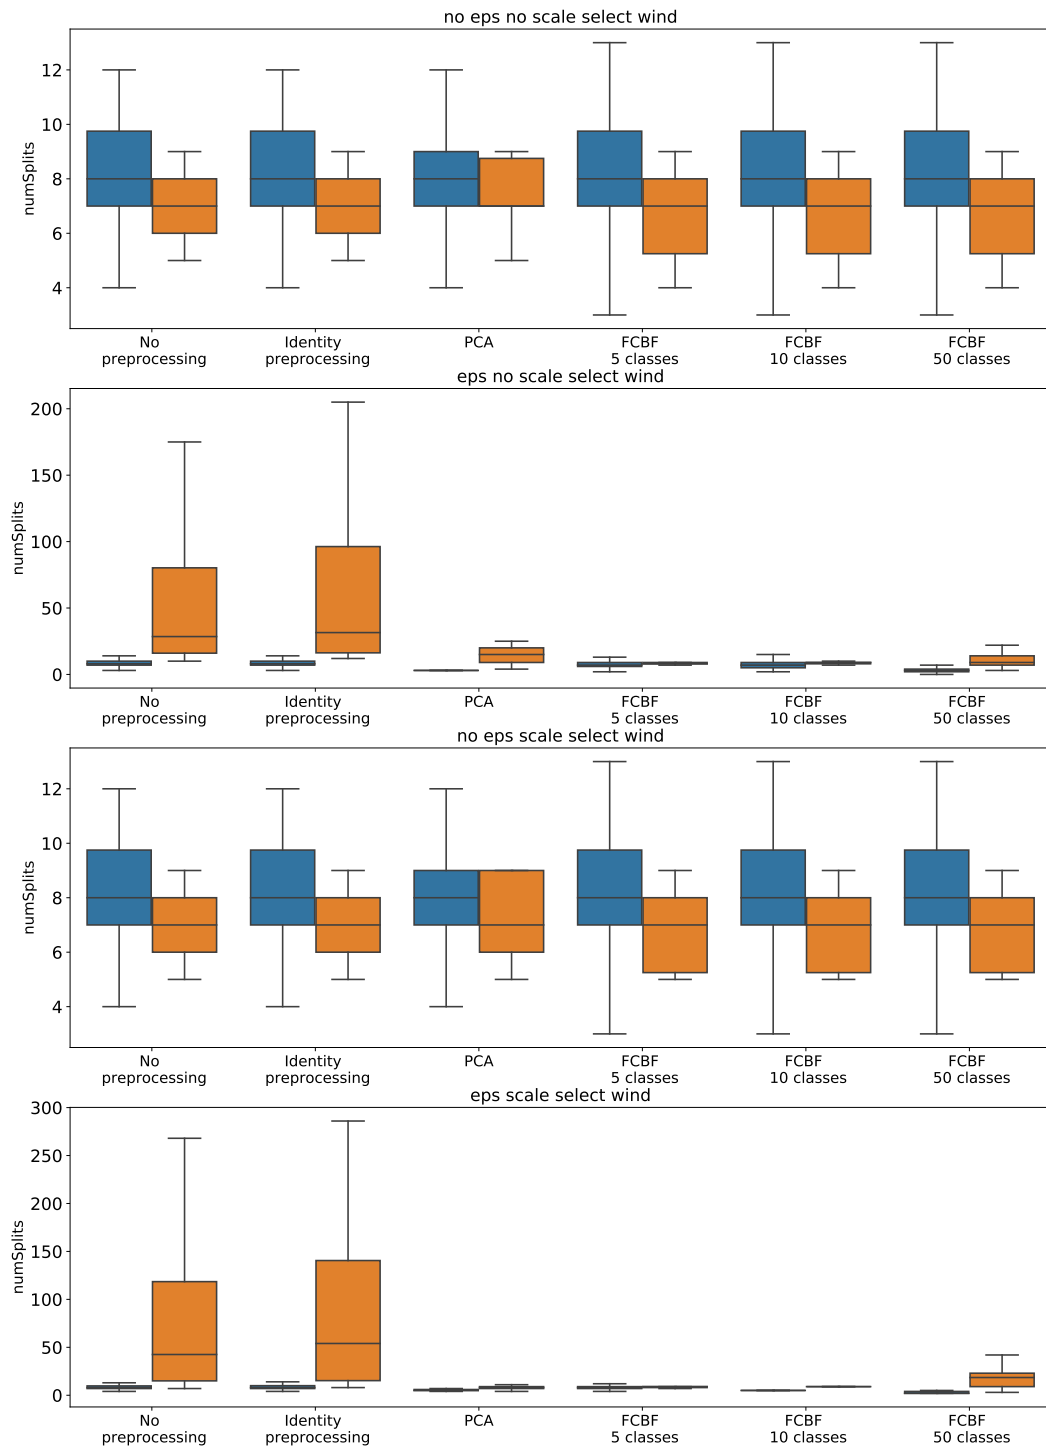 no eps no scale select wind
numSplits
12
10
8
6
4
No preprocessing
Identity preprocessing
PCA
FCBF 5 classes
FCBF 10 classes
FCBF 50 classes
eps no scale select wind
numSplits
200
150
100
50
0
No preprocessing
Identity preprocessing
PCA
FCBF 5 classes
FCBF 10 classes
FCBF 50 classes
no eps scale select wind
numSplits
12
10
8
6
4
No preprocessing
Identity preprocessing
PCA
FCBF 5 classes
FCBF 10 classes
FCBF 50 classes
eps scale select wind
numSplits
300
250
200
150
100
50
0
No preprocessing
Identity preprocessing
PCA
FCBF 5 classes
FCBF 10 classes
FCBF 50 classes